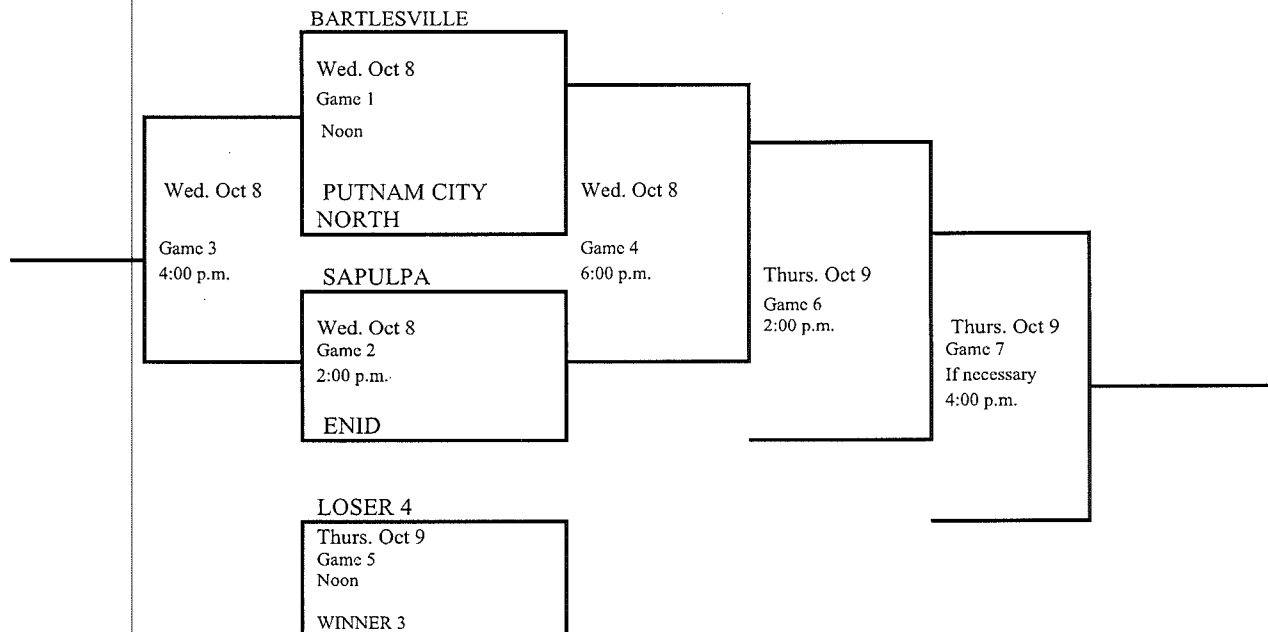 BARTLESVILLE
Wed. Oct 8
Game 1
Noon
PUTNAM CITY
NORTH
Wed. Oct 8
Game 3
4:00 p.m.
Wed. Oct 8
Game 4
6:00 p.m.
SAPULPA
Wed. Oct 8
Game 2
2:00 p.m.
ENID
Thurs. Oct 9
Game 6
2:00 p.m.
Thurs. Oct 9
Game 7
If necessary
4:00 p.m.
LOSER 4
Thurs. Oct 9
Game 5
Noon
WINNER 3